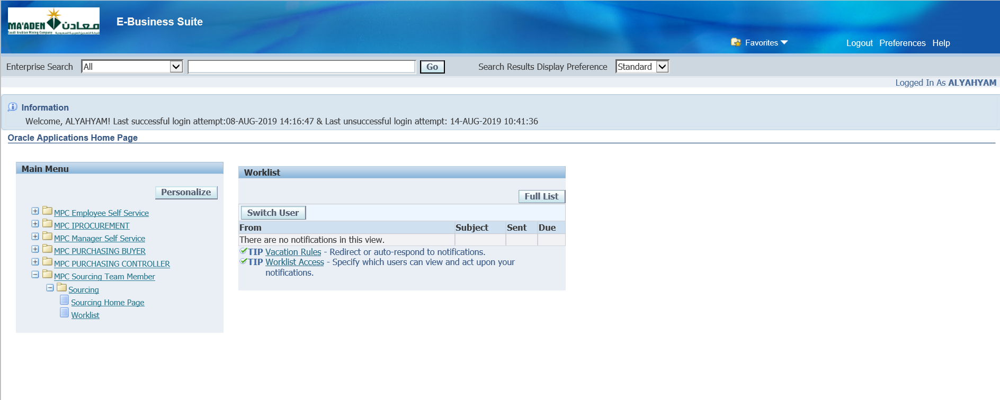 MA'ADEN معادن
Saudi Arabian Mining Company
E-Business Suite
Favorites
Logout Preferences Help
Enterprise Search All Go Search Results Display Preference Standard
Logged In As ALYAHYAM
Information
Welcome, ALYAHYAM! Last successful login attempt:08-AUG-2019 14:16:47 & Last unsuccessful login attempt: 14-AUG-2019 10:41:36
Oracle Applications Home Page
Main Menu
Personalize
MPC Employee Self Service
MPC IPROCUREMENT
MPC Manager Self Service
MPC PURCHASING BUYER
MPC PURCHASING CONTROLLER
MPC Sourcing Team Member
Sourcing
Sourcing Home Page
Worklist
Worklist
Full List
Switch User
From Subject Sent Due
There are no notifications in this view.
TIP Vacation Rules - Redirect or auto-respond to notifications.
TIP Worklist Access - Specify which users can view and act upon your
notifications.